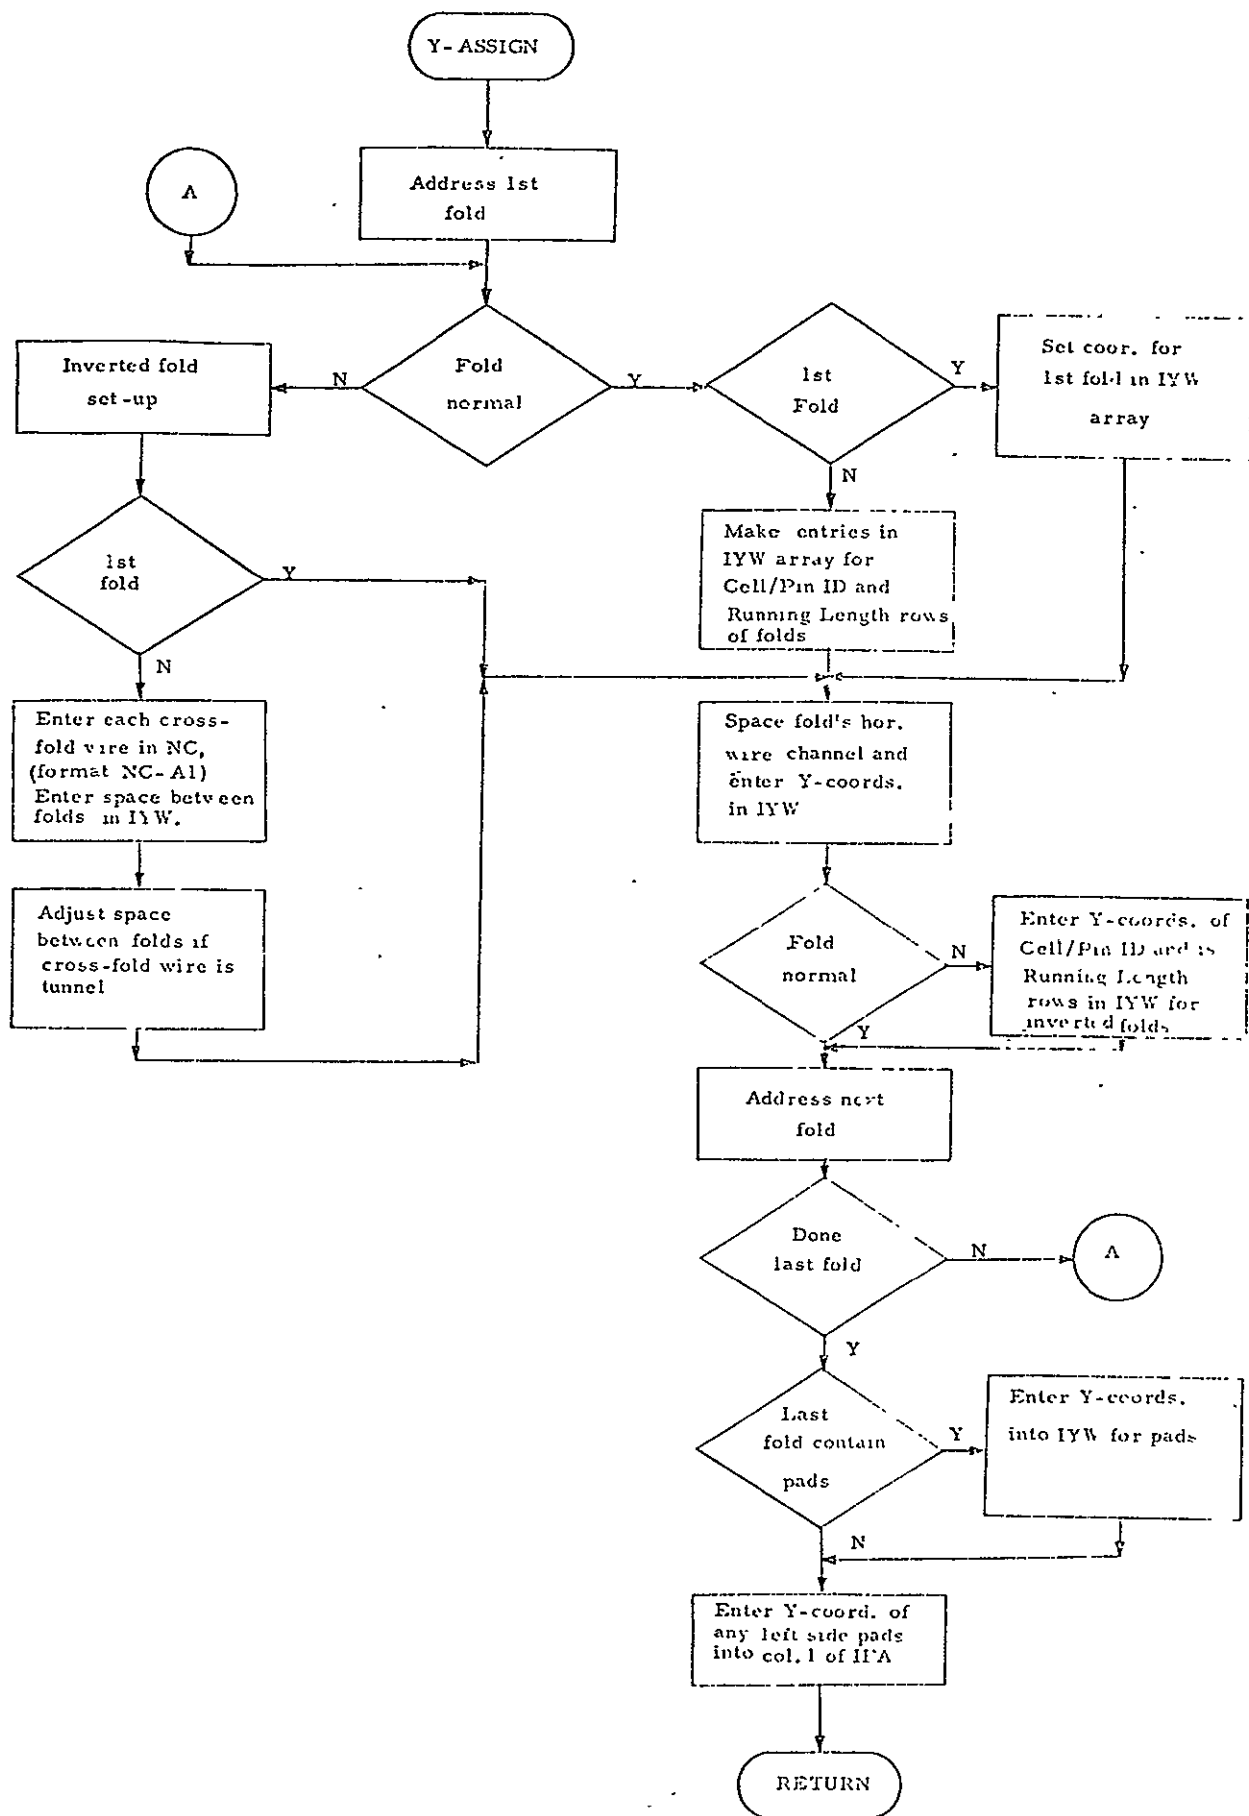 Y-ASSIGN
Address 1st
fold
A
Fold
normal
N
Y
Inverted fold
set-up
1st
Fold
Y
N
Set coor. for
1st fold in IYW
array
1st
fold
Y
N
Make entries in
IYW array for
Cell/Pin ID and
Running Length rows
of folds
Enter each cross-
fold wire in NC,
(format NC-A1)
Enter space between
folds in IYW.
Space fold's hor.
wire channel and
enter Y-coords.
in IYW
Adjust space
between folds if
cross-fold wire is
tunnel
Fold
normal
N
Y
Enter Y-coords. of
Cell/Pin ID and
Running Length
rows in IYW for
inverted folds
Address next
fold
Done
last fold
N
A
Y
Last
fold contain
pads
Y
N
Enter Y-coords.
into IYW for pads
Enter Y-coord. of
any left side pads
into col. 1 of
RETURN